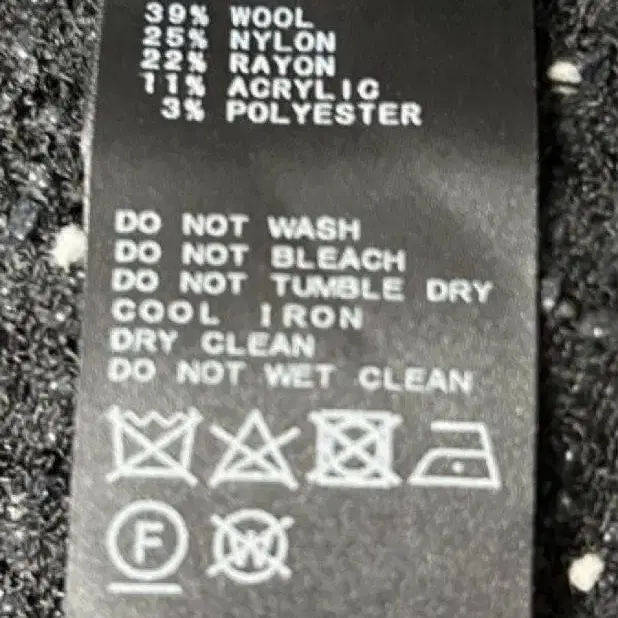 39% WOOL
25% NYLON
22% RAYON
11% ACRYLIC
3% POLYESTER
DO NOT WASH
DO NOT BLEACH
DO NOT TUMBLE DRY
COOL IRON
DRY CLEAN
DO NOT WET CLEAN
F W